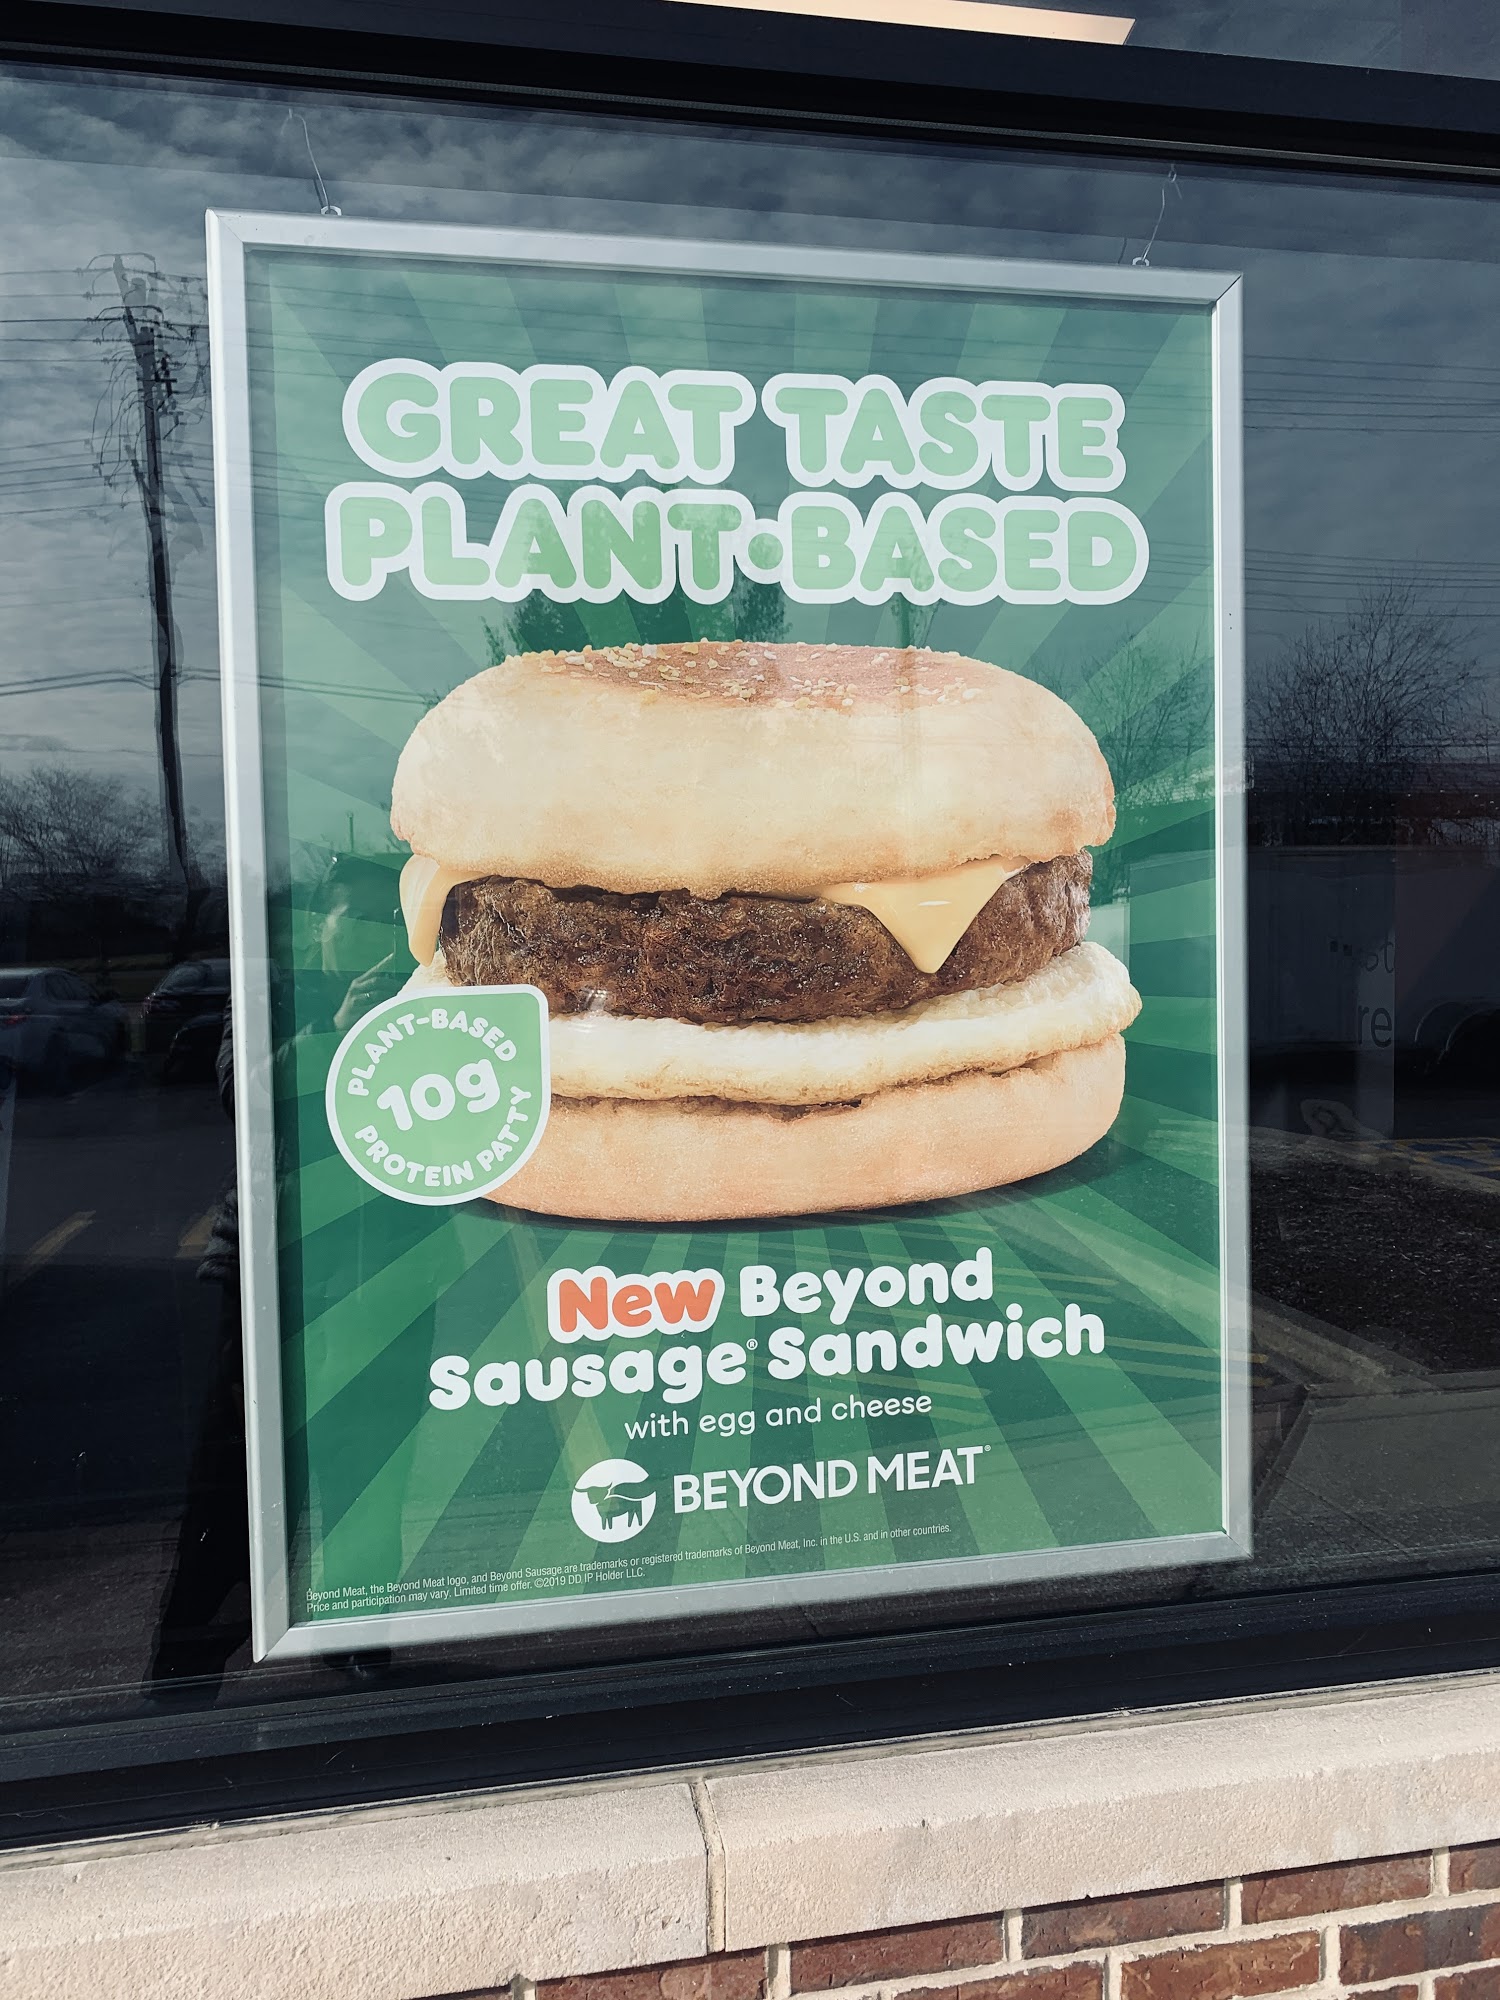 GREAT TASTE
PLANT•BASED
PLANT-BASED
10g
PROTEIN PATTY
New Beyond
Sausage® Sandwich
with egg and cheese
BEYOND MEAT®
Beyond Meat, the Beyond Meat logo, and Beyond Sausage are trademarks or registered trademarks of Beyond Meat, Inc. in the U.S. and in other countries.
Price and participation may vary. Limited time offer. ©2019 DD IP Holder LLC.